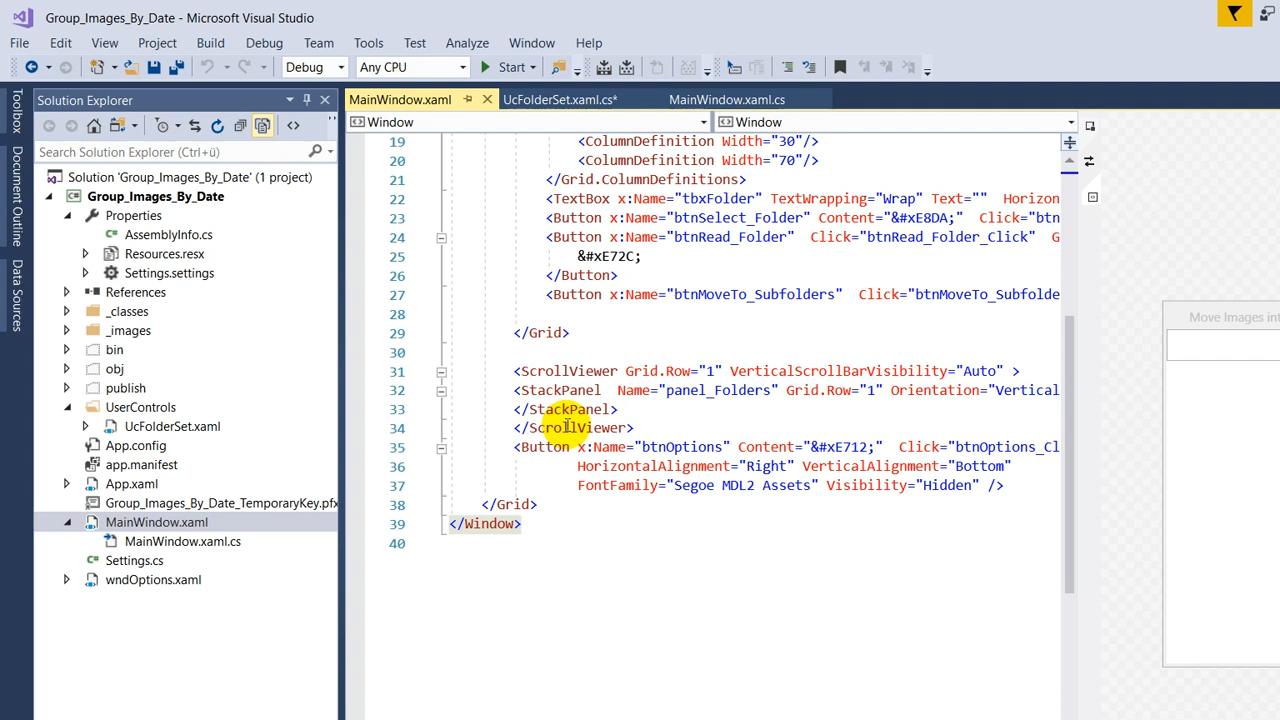 Group_Images_By_Date - Microsoft Visual Studio
File Edit View Project Build Debug Team Tools Test Analyze Window Help
Debug Any CPU Start
Toolbox
Document Outline
Data Sources
Solution Explorer
Search Solution Explorer (Ctrl+ü)
Solution 'Group_Images_By_Date' (1 project)
Group_Images_By_Date
Properties
AssemblyInfo.cs
Resources.resx
Settings.settings
References
_classes
_images
bin
obj
publish
UserControls
UcFolderSet.xaml
App.config
app.manifest
App.xaml
Group_Images_By_Date_TemporaryKey.pfx
MainWindow.xaml
MainWindow.xaml.cs
Settings.cs
wndOptions.xaml
MainWindow.xaml UcFolderSet.xaml.cs* MainWindow.xaml.cs
Window Window
19 <ColumnDefinition Width="30"/>
20 <ColumnDefinition Width="70"/>
21 </Grid.ColumnDefinitions>
22 <TextBox x:Name="tbxFolder" TextWrapping="Wrap" Text="" Horizon
23 <Button x:Name="btnSelect_Folder" Content="&#xE8DA;" Click="btn
24 <Button x:Name="btnRead_Folder" Click="btnRead_Folder_Click" G
25 &#xE72C;
26 </Button>
27 <Button x:Name="btnMoveTo_Subfolders" Click="btnMoveTo_Subfolde
28
29 </Grid>
30
31 <ScrollViewer Grid.Row="1" VerticalScrollBarVisibility="Auto" >
32 <StackPanel Name="panel_Folders" Grid.Row="1" Orientation="Vertical
33 </StackPanel>
34 </ScrollViewer>
35 <Button x:Name="btnOptions" Content="&#xE712;" Click="btnOptions_Cl
36 HorizontalAlignment="Right" VerticalAlignment="Bottom"
37 FontFamily="Segoe MDL2 Assets" Visibility="Hidden" />
38 </Grid>
39 </Window>
40
Move Images int